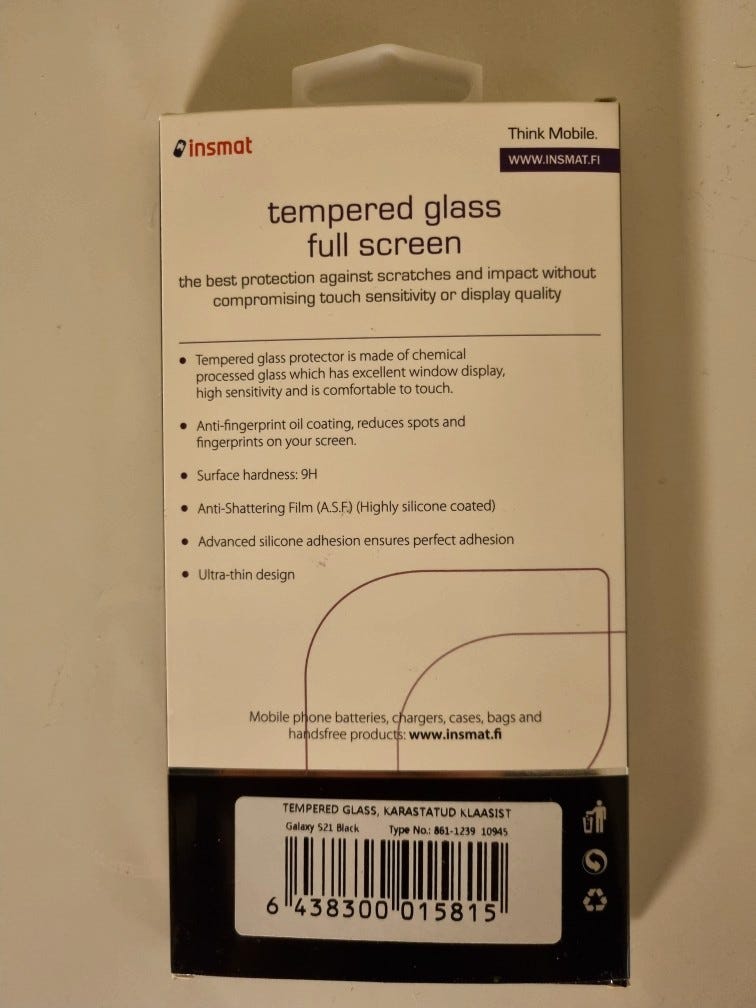 insmat
Think Mobile.
WWW.INSMAT.FI
tempered glass
full screen
the best protection against scratches and impact without
compromising touch sensitivity or display quality
• Tempered glass protector is made of chemical
processed glass which has excellent window display,
high sensitivity and is comfortable to touch.
• Anti-fingerprint oil coating, reduces spots and
fingerprints on your screen.
• Surface hardness: 9H
• Anti-Shattering Film (A.S.F.) (Highly silicone coated)
• Advanced silicone adhesion ensures perfect adhesion
• Ultra-thin design
Mobile phone batteries, chargers, cases, bags and
handsfree products: www.insmat.fi
TEMPERED GLASS, KARASTATUD KLAASIST
Galaxy S21 Black Type No.: 861-1239 10945
6 438300 015815